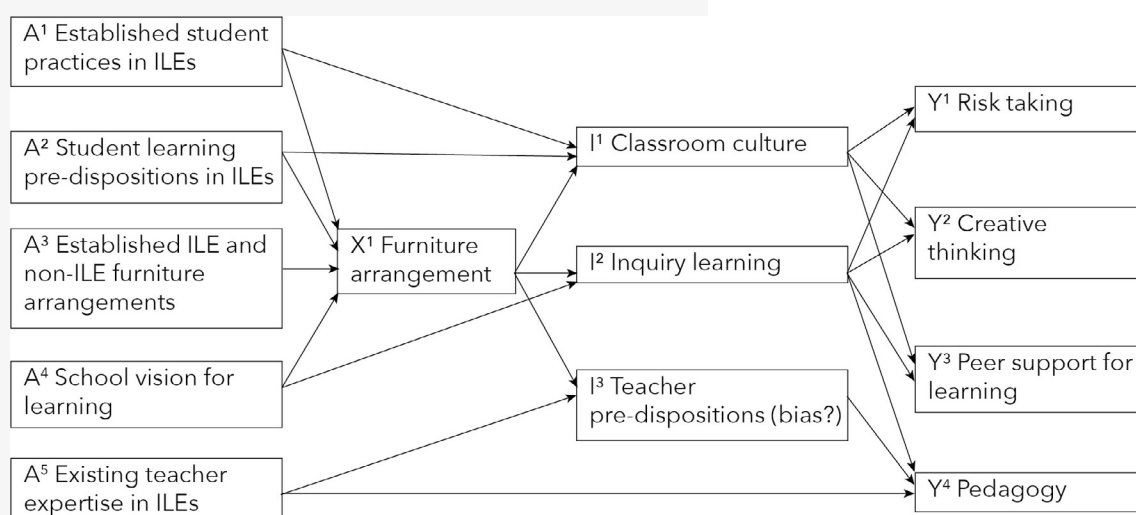 A¹ Established student
practices in ILEs
A² Student learning
pre-dispositions in ILEs
A³ Established ILE and
non-ILE furniture
arrangements
A⁴ School vision for
learning
A⁵ Existing teacher
expertise in ILEs
X¹ Furniture
arrangement
I¹ Classroom culture
I² Inquiry learning
I³ Teacher
pre-dispositions (bias?)
Y¹ Risk taking
Y² Creative
thinking
Y³ Peer support for
learning
Y⁴ Pedagogy